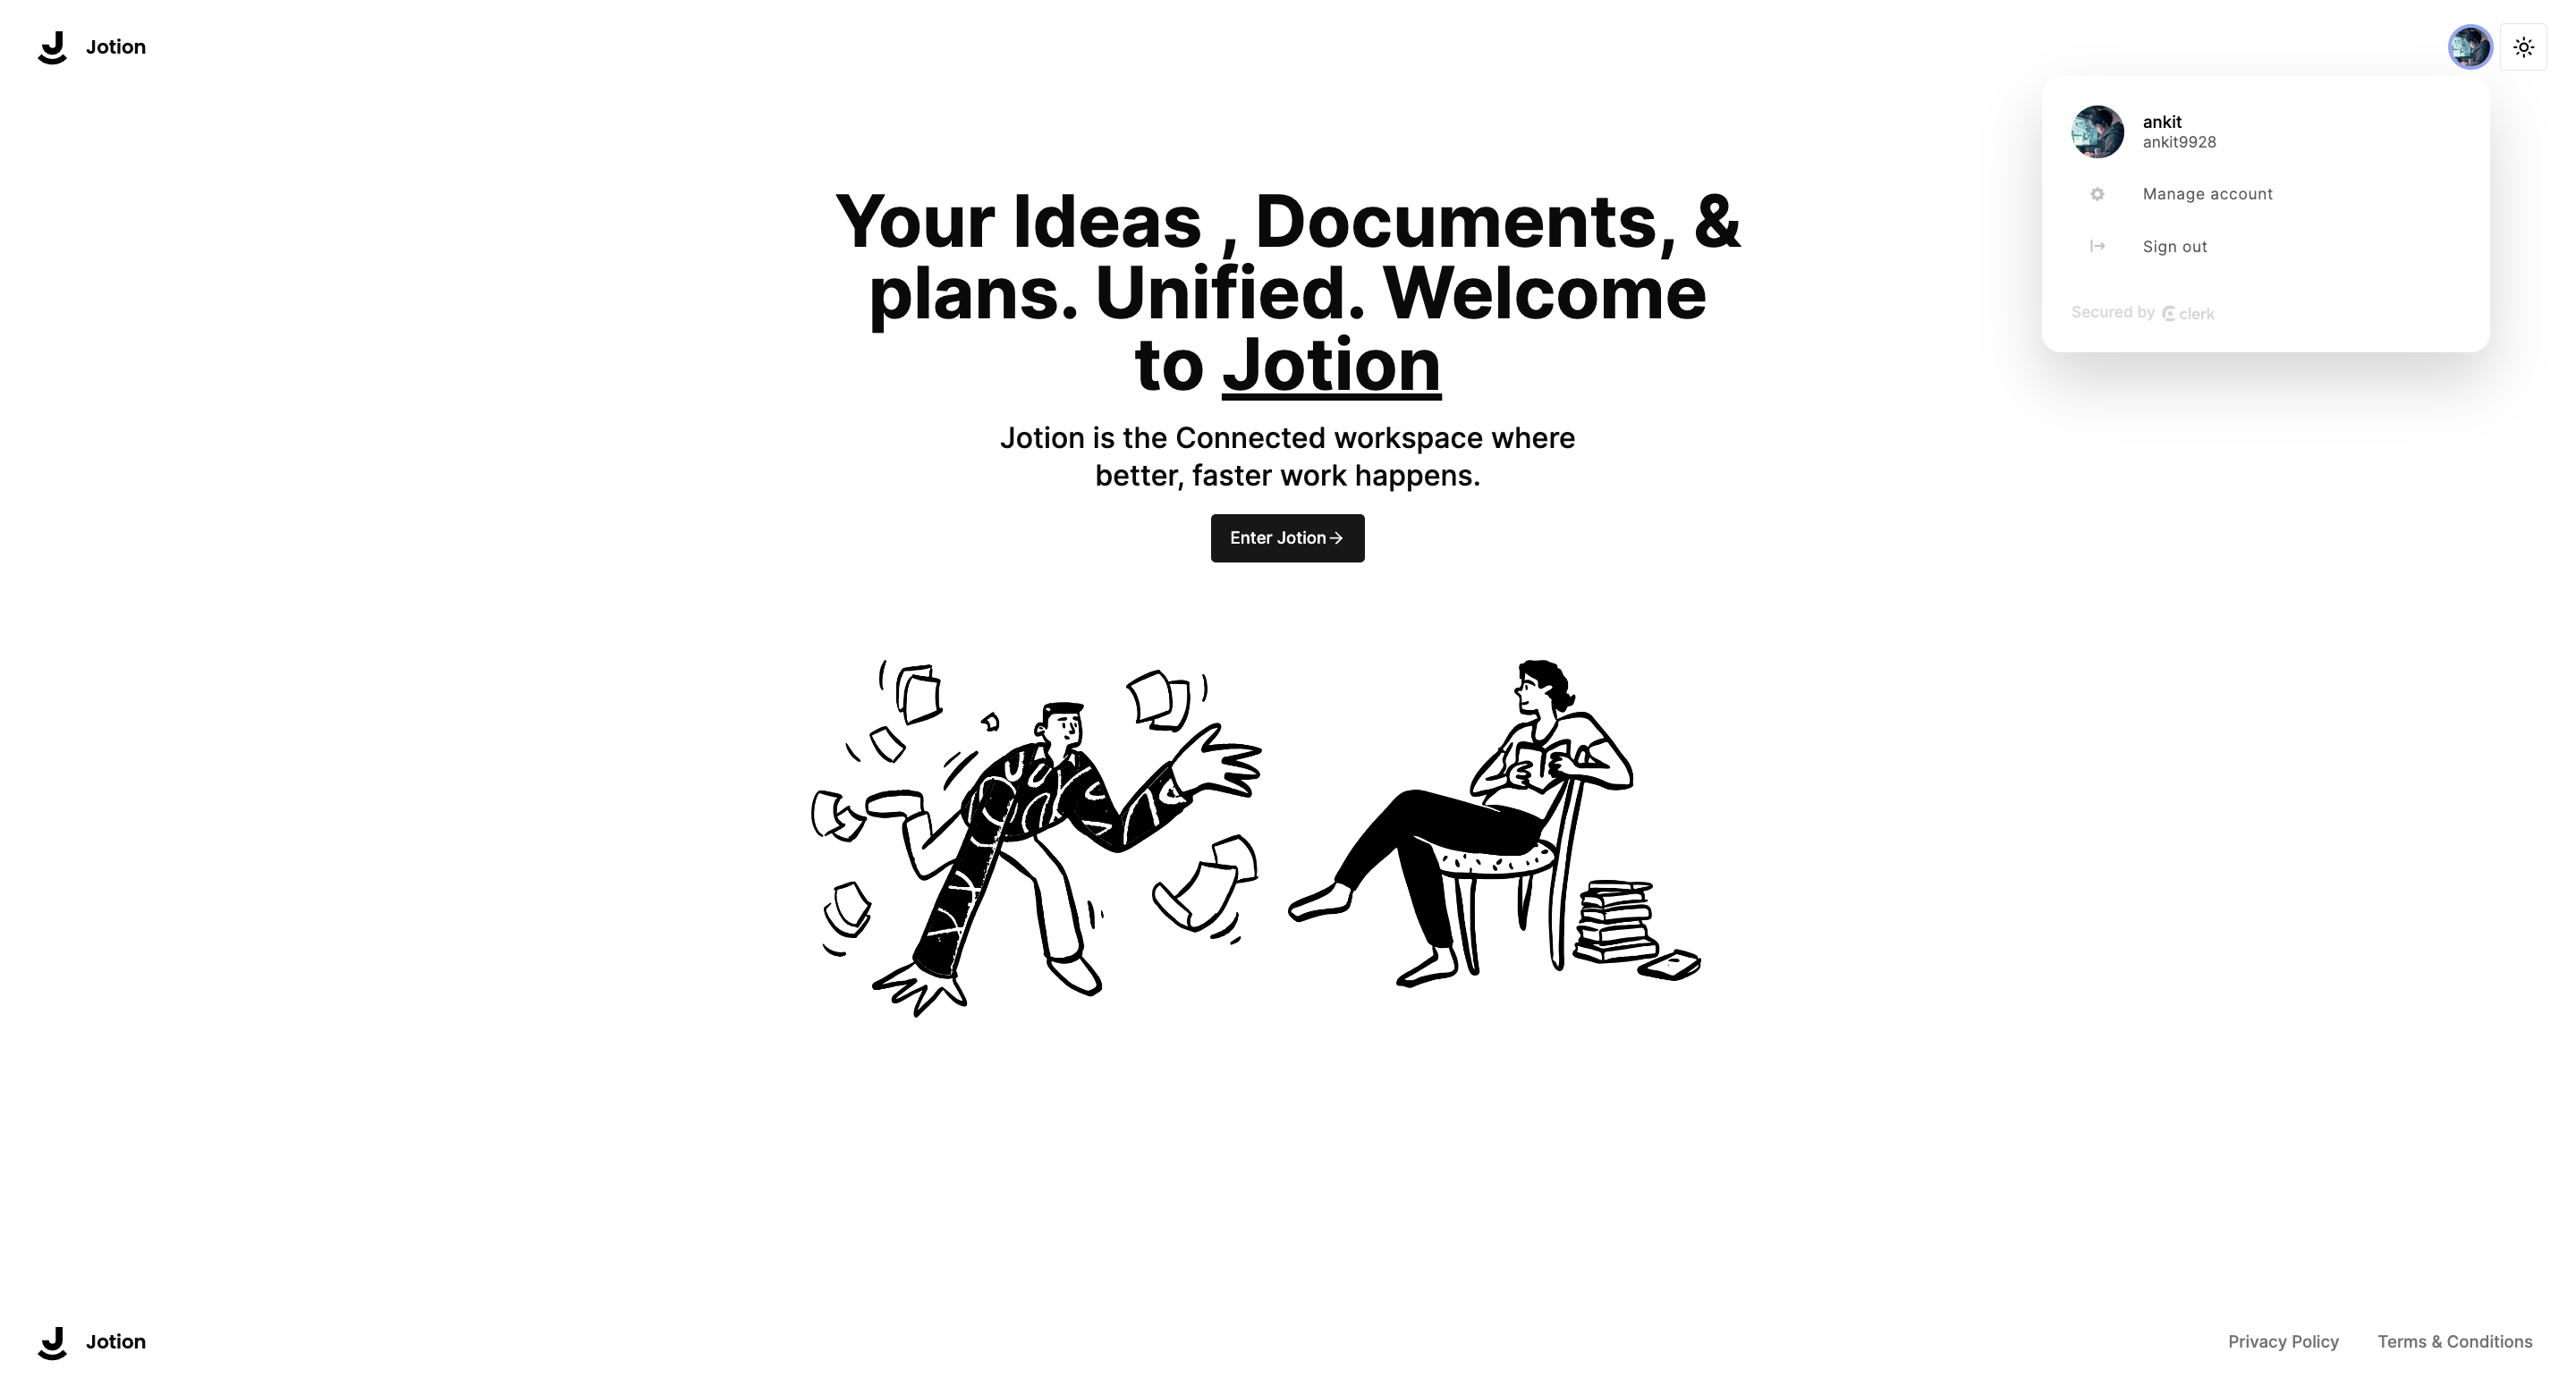 Jotion
ankit
ankit9928
Manage account
Sign out
Secured by clerk
Your Ideas , Documents, &
plans. Unified. Welcome
to Jotion
Jotion is the Connected workspace where
better, faster work happens.
Enter Jotion
Jotion
Privacy Policy
Terms & Conditions